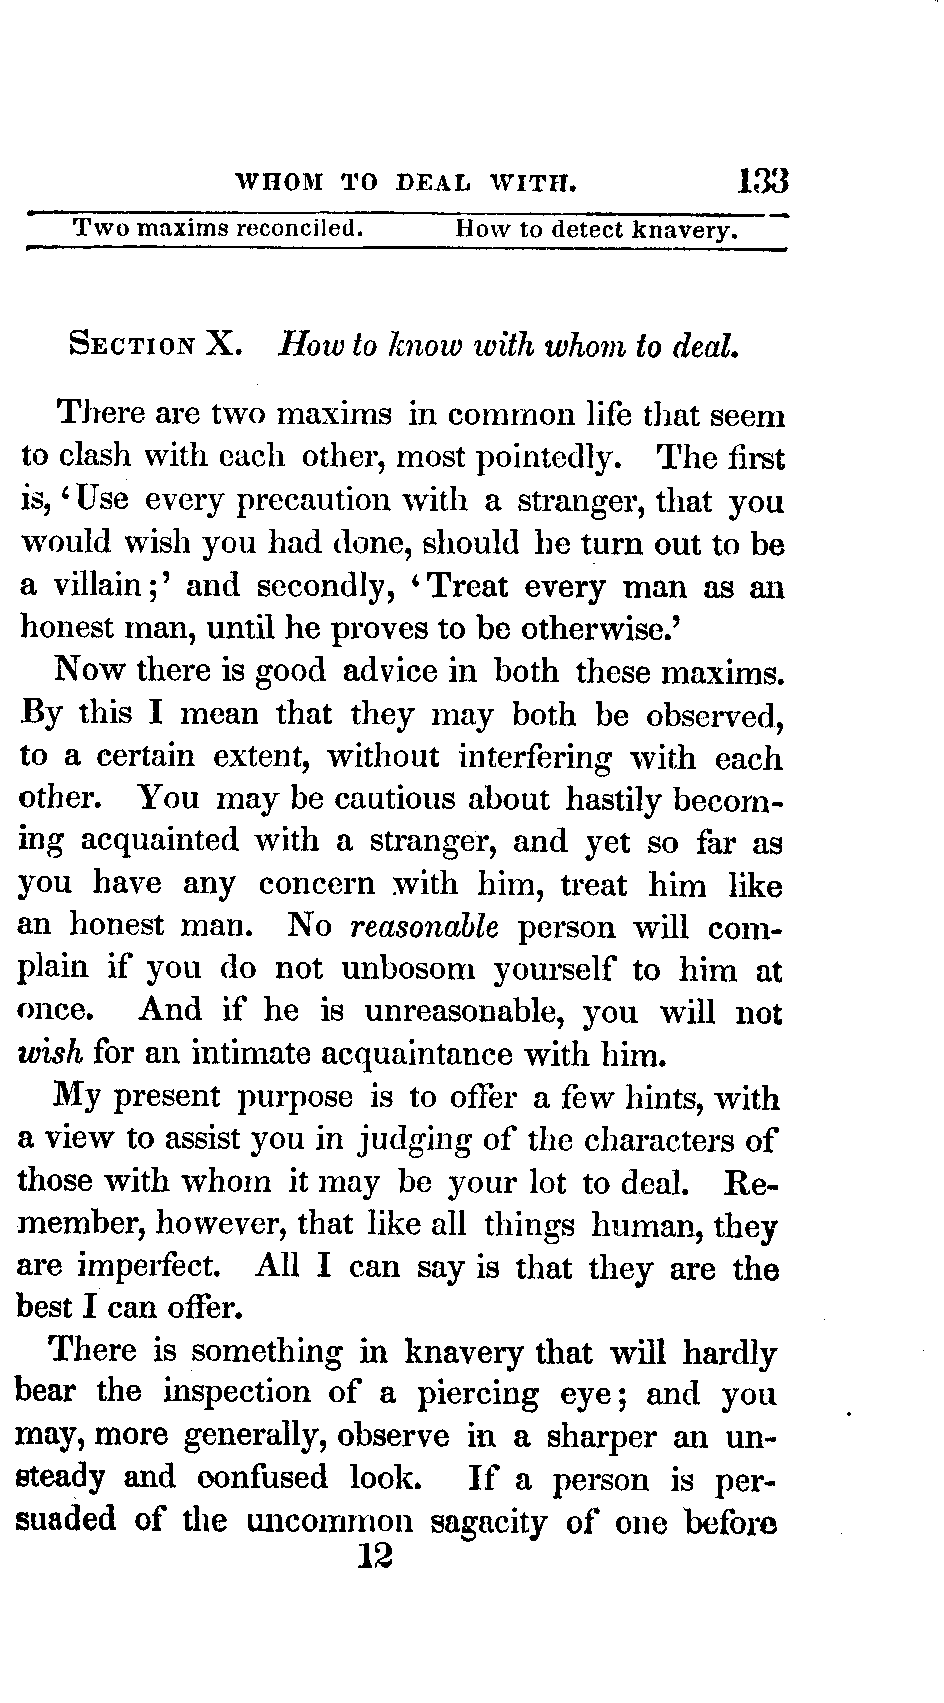 WHOM TO DEAL WITH. 133
Two maxims reconciled. How to detect knavery.
SECTION X. How to know with whom to deal.
There are two maxims in common life that seem
to clash with each other, most pointedly. The first
is, ‘Use every precaution with a stranger, that you
would wish you had done, should he turn out to be
a villain;’ and secondly, ‘Treat every man as an
honest man, until he proves to be otherwise.’
Now there is good advice in both these maxims.
By this I mean that they may both be observed,
to a certain extent, without interfering with each
other. You may be cautious about hastily becom-
ing acquainted with a stranger, and yet so far as
you have any concern with him, treat him like
an honest man. No reasonable person will com-
plain if you do not unbosom yourself to him at
once. And if he is unreasonable, you will not
wish for an intimate acquaintance with him.
My present purpose is to offer a few hints, with
a view to assist you in judging of the characters of
those with whom it may be your lot to deal. Re-
member, however, that like all things human, they
are imperfect. All I can say is that they are the
best I can offer.
There is something in knavery that will hardly
bear the inspection of a piercing eye; and you
may, more generally, observe in a sharper an un-
steady and confused look. If a person is per-
suaded of the uncommon sagacity of one before
12